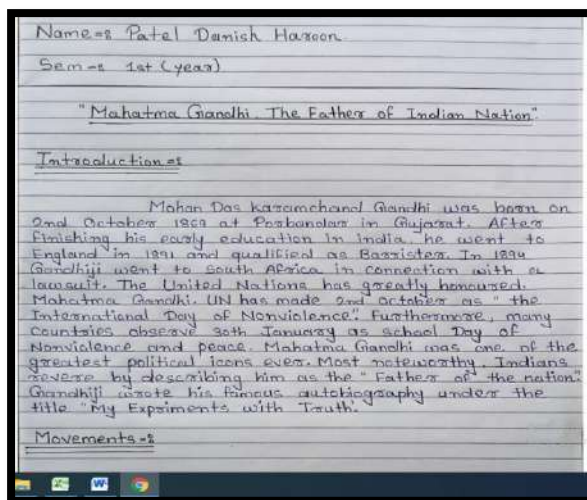 Name =: Patel Danish Haroon
Sem =: 1st (year)
"Mahatma Gandhi. The Father of Indian Nation".
Introduction =:
Mohan Das Karamchand Gandhi was born on
2nd October 1869 at Porbandar in Gujarat. After
finishing his early education in india, he went to
England in 1891 and qualified as Barrister. In 1894
Gandhiji went to South Africa in connection with a
lawsuit. The United Nations has greatly honoured.
Mahatma Gandhi. UN has made 2nd October as "the
International Day of Nonviolence". Furthermore, many
Countries observe 30th January as school Day of
Nonviolence and peace. Mahatma Gandhi was one of the
greatest political icons ever. Most noteworthy, Indians
revere by describing him as the "Father of the nation".
Gandhiji wrote his famous autobiography under the
title "My Expriments with Truth'.
Movements =: